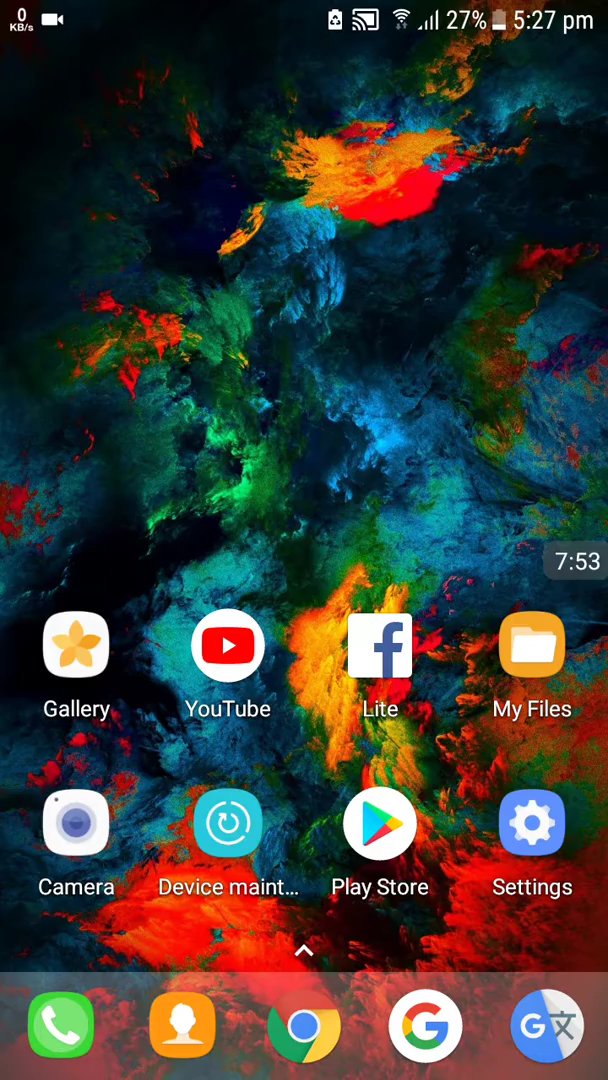 0
KB/s
27% 5:27 pm
7:53
Gallery YouTube Lite My Files
Camera Device maint... Play Store Settings